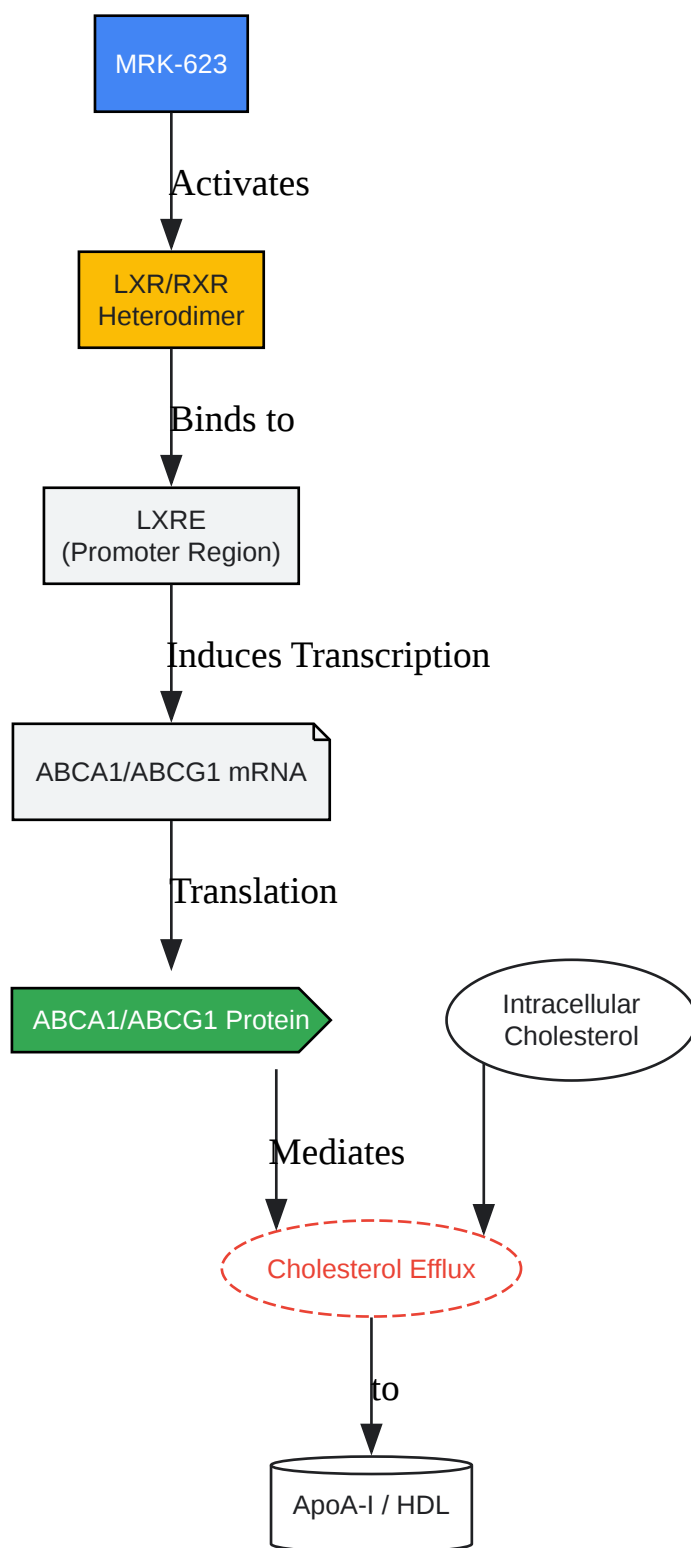 MRK-623
Activates
LXR/RXR
Heterodimer
Binds to
LXRE
(Promoter Region)
Induces Transcription
ABCA1/ABCG1 mRNA
Translation
ABCA1/ABCG1 Protein
Intracellular
Cholesterol
Mediates
Cholesterol Efflux
to
ApoA-I / HDL